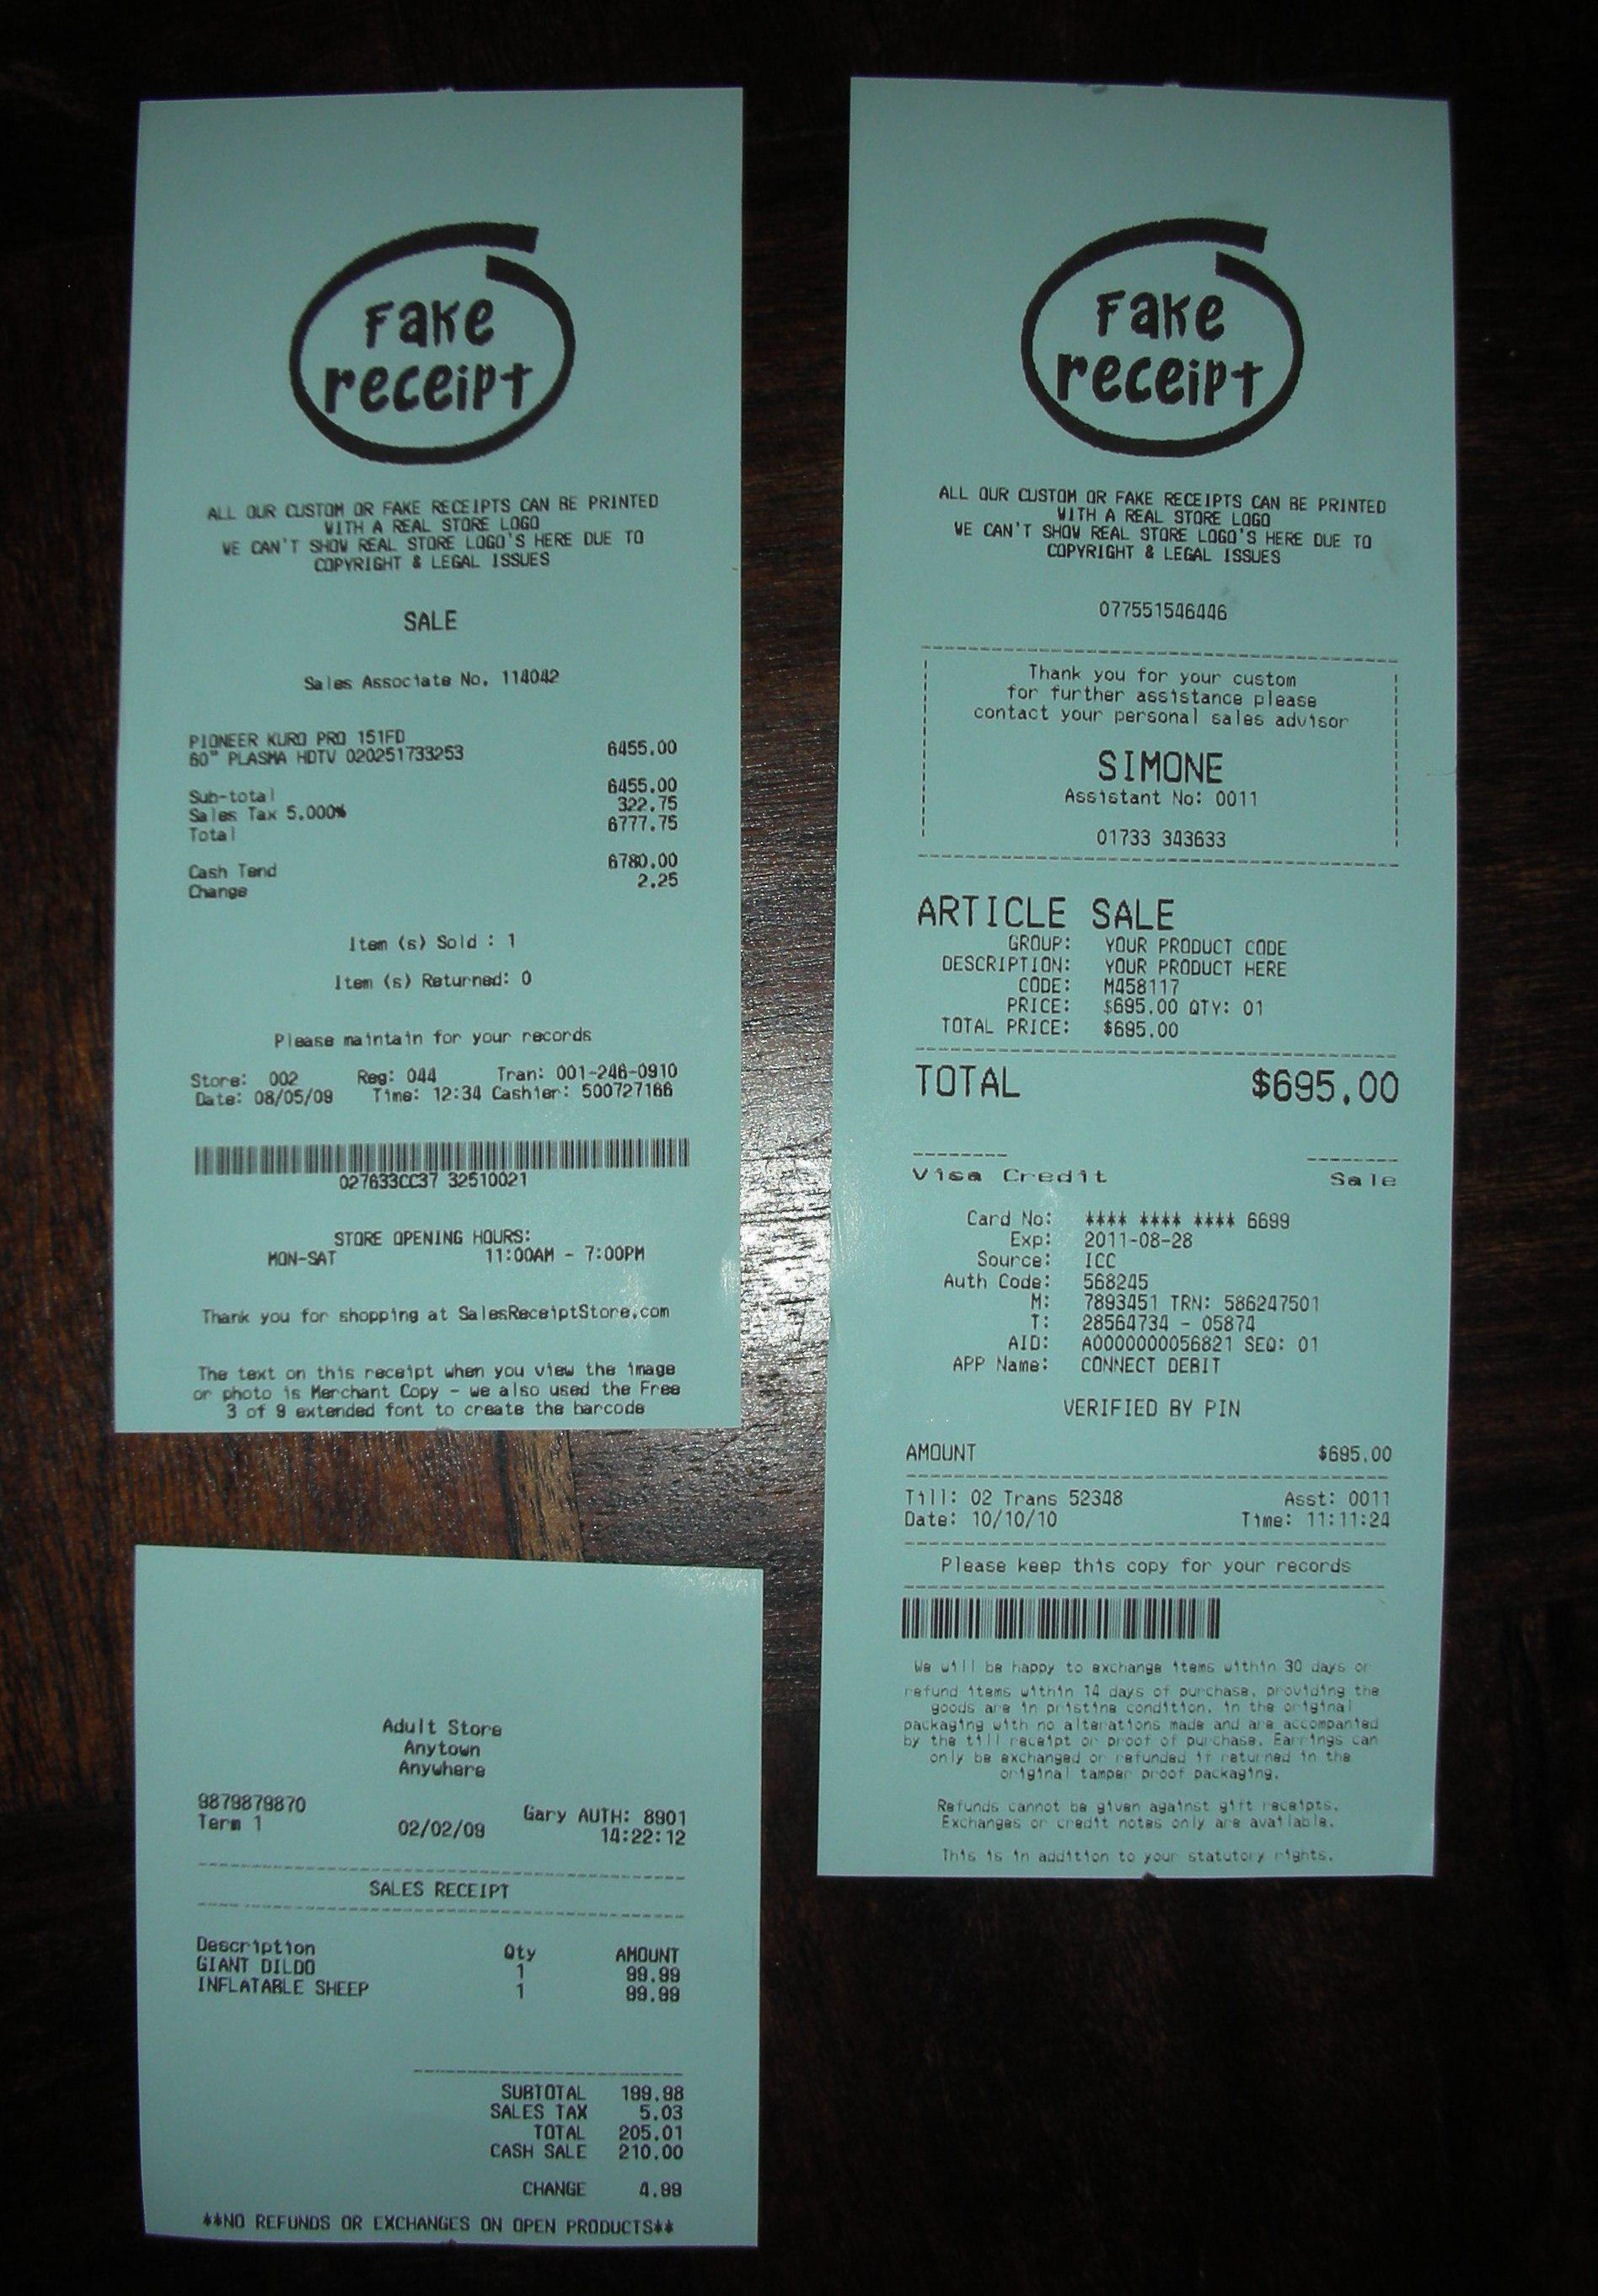 Fake
receipt
ALL OUR CUSTOM OR FAKE RECEIPTS CAN BE PRINTED
WITH A REAL STORE LOGO
WE CAN'T SHOW REAL STORE LOGO'S HERE DUE TO
COPYRIGHT & LEGAL ISSUES
SALE
Sales Associate No. 114042
PIONEER KURO PRO 151FD
60" PLASMA HDTV 020251733253 6455.00
Sub-total 6455.00
Sales Tax 5.000% 322.75
Total 6777.75
Cash Tend 6780.00
Change 2.25
Item (s) Sold : 1
Item (s) Returned: 0
Please maintain for your records
Store: 002 Reg: 044 Tran: 001-246-0910
Date: 08/05/09 Time: 12:34 Cashier: 500727166
027633CC37 32510021
STORE OPENING HOURS:
MON-SAT 11:00AM - 7:00PM
Thank you for shopping at SalesReceiptStore.com
The text on this receipt when you view the image
or photo is Merchant Copy - we also used the Free
3 of 9 extended font to create the barcode
Adult Store
Anytown
Anywhere
9879879870 Gary AUTH: 8901
Term 1 02/02/09 14:22:12
SALES RECEIPT
Description Qty AMOUNT
GIANT DILDO 1 99.99
INFLATABLE SHEEP 1 99.99
SUBTOTAL 199.98
SALES TAX 5.03
TOTAL 205.01
CASH SALE 210.00
CHANGE 4.99
**NO REFUNDS OR EXCHANGES ON OPEN PRODUCTS**
Fake
receipt
ALL OUR CUSTOM OR FAKE RECEIPTS CAN BE PRINTED
WITH A REAL STORE LOGO
WE CAN'T SHOW REAL STORE LOGO'S HERE DUE TO
COPYRIGHT & LEGAL ISSUES
077551546446
Thank you for your custom
for further assistance please
contact your personal sales advisor
SIMONE
Assistant No: 0011
01733 343633
ARTICLE SALE
GROUP: YOUR PRODUCT CODE
DESCRIPTION: YOUR PRODUCT HERE
CODE: M458117
PRICE: $695.00 QTY: 01
TOTAL PRICE: $695.00
TOTAL $695.00
Visa Credit Sale
Card No: **** **** **** 6699
Exp: 2011-08-28
Source: ICC
Auth Code: 568245
M: 7893451 TRN: 586247501
T: 28564734 - 05874
AID: A0000000056821 SEQ: 01
APP Name: CONNECT DEBIT
VERIFIED BY PIN
AMOUNT $695.00
Till: 02 Trans 52348 Asst: 0011
Date: 10/10/10 Time: 11:11:24
Please keep this copy for your records
We will be happy to exchange items within 30 days or
refund items within 14 days of purchase, providing the
goods are in pristine condition, in the original
packaging with no alterations made and are accompanied
by the till receipt or proof of purchase. Earrings can
only be exchanged or refunded if returned in the
original tamper proof packaging.
Refunds cannot be given against gift receipts.
Exchanges or credit notes only are available.
This is in addition to your statutory rights.